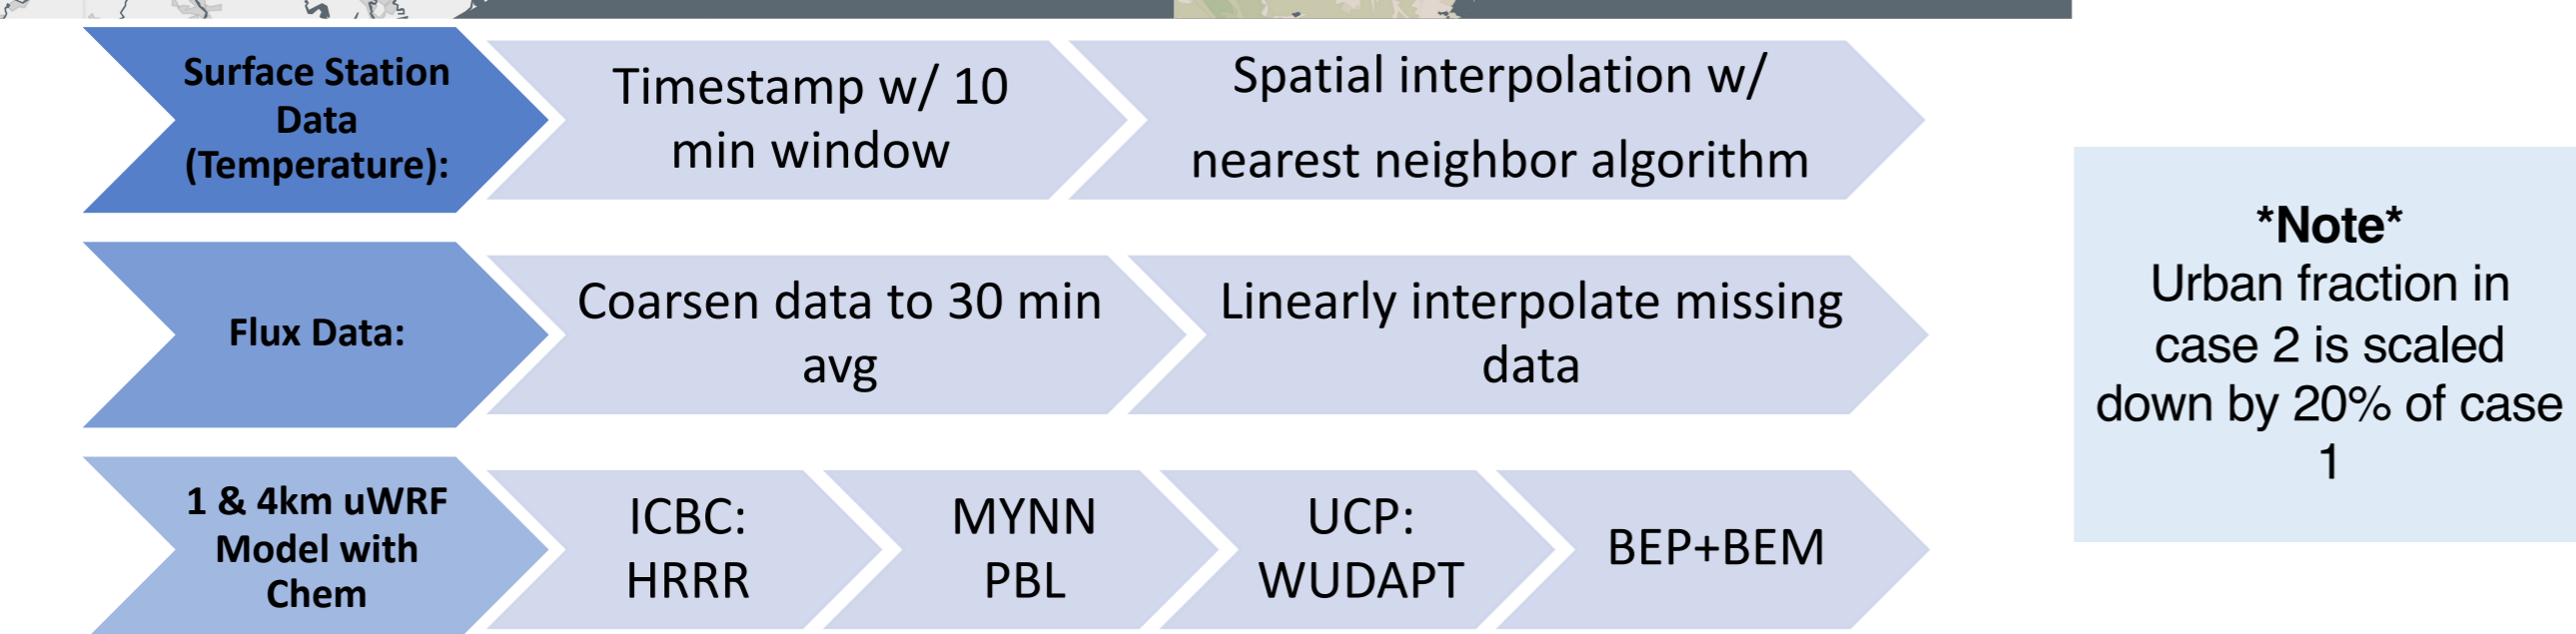 Surface Station
Data
(Temperature):
Timestamp w/ 10
min window
Spatial interpolation w/
nearest neighbor algorithm
Flux Data:
Coarsen data to 30 min
avg
Linearly interpolate missing
data
1 & 4km uWRF
Model with
Chem
ICBC:
HRRR
MYNN
PBL
UCP:
WUDAPT
BEP+BEM
*Note*
Urban fraction in
case 2 is scaled
down by 20% of case
1